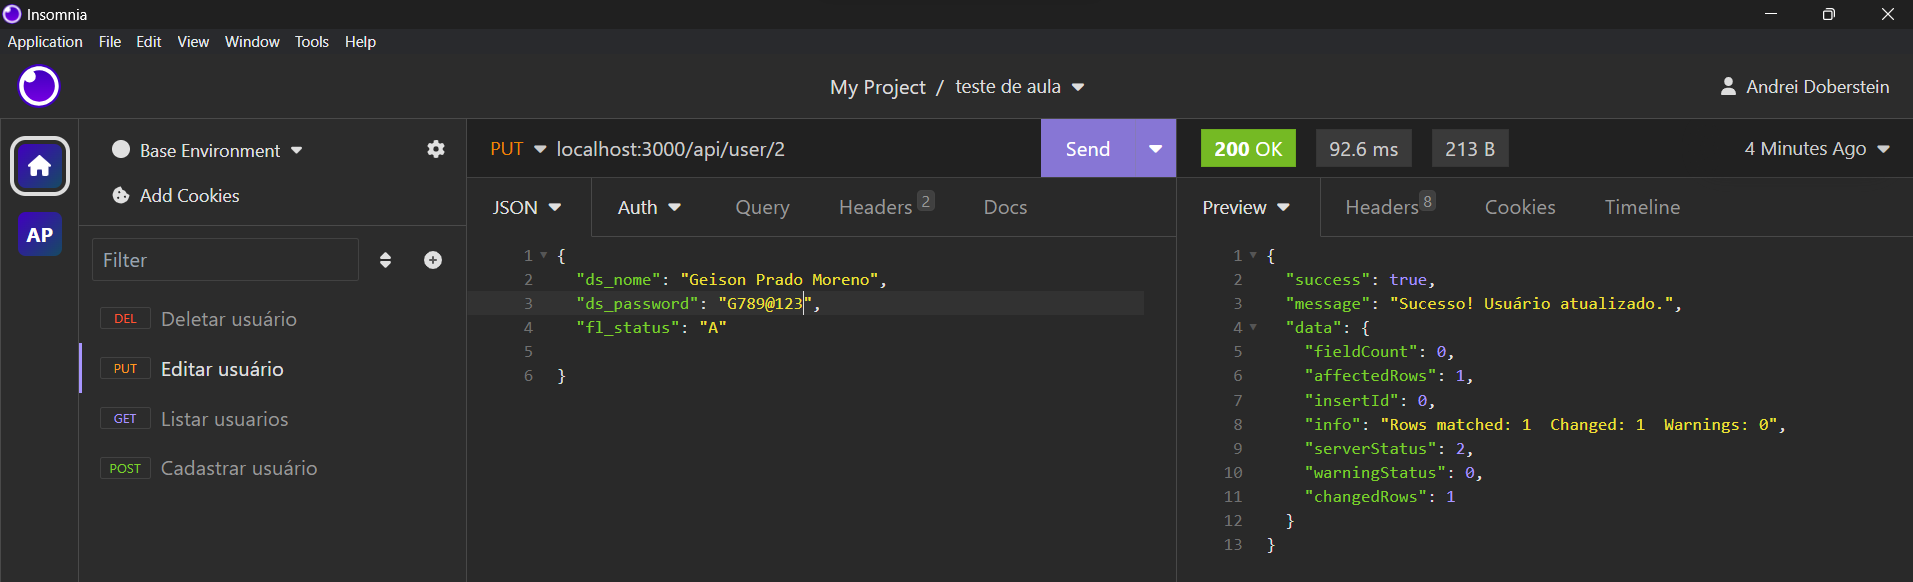 Insomnia
Application File Edit View Window Tools Help
My Project / teste de aula
Andrei Doberstein
Base Environment
Add Cookies
AP
Filter
DEL Deletar usuário
PUT Editar usuário
GET Listar usuarios
POST Cadastrar usuário
PUT localhost:3000/api/user/2
Send
JSON Auth Query Headers 2 Docs
1 {
2 "ds_nome": "Geison Prado Moreno",
3 "ds_password": "G789@123",
4 "fl_status": "A"
5
6 }
200 OK 92.6 ms 213 B 4 Minutes Ago
Preview Headers 8 Cookies Timeline
1 {
2 "success": true,
3 "message": "Sucesso! Usuário atualizado.",
4 "data": {
5 "fieldCount": 0,
6 "affectedRows": 1,
7 "insertId": 0,
8 "info": "Rows matched: 1  Changed: 1  Warnings: 0",
9 "serverStatus": 2,
10 "warningStatus": 0,
11 "changedRows": 1
12 }
13 }